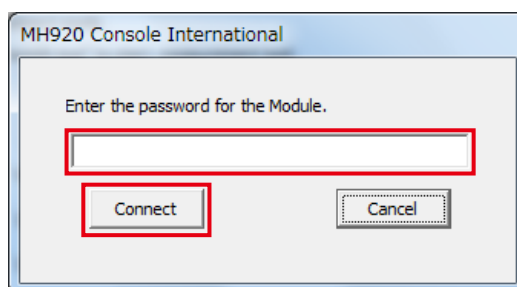 MH920 Console International
Enter the password for the Module.
Connect
Cancel